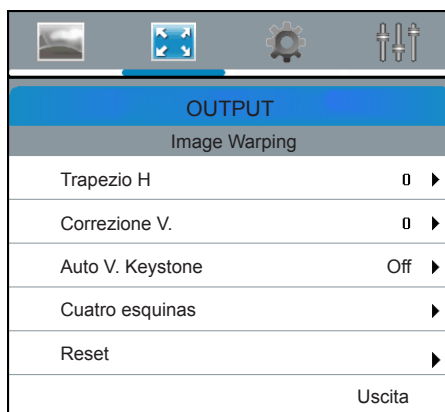 OUTPUT
Image Warping
Trapezio H 0
Correzione V. 0
Auto V. Keystone Off
Cuatro esquinas
Reset
Uscita